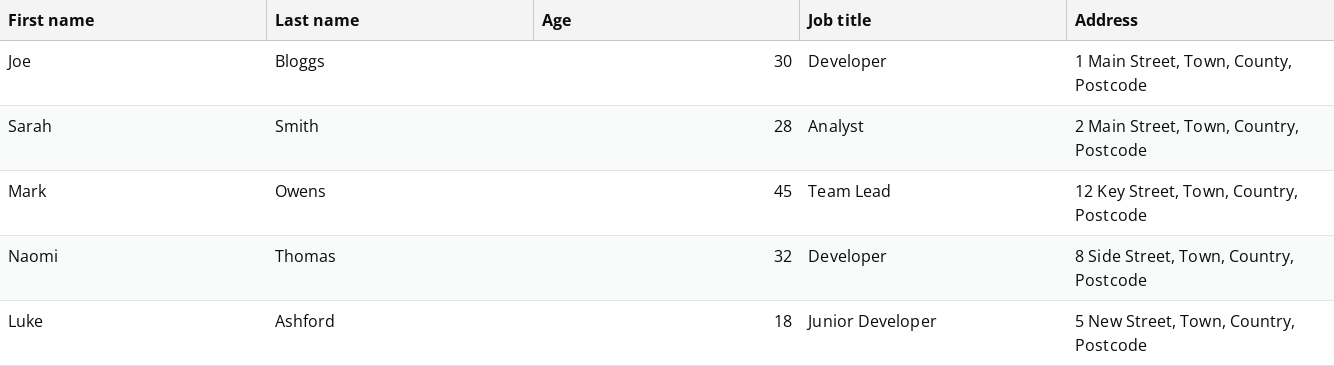 First name Last name Age Job title Address
Joe Bloggs 30 Developer 1 Main Street, Town, County,
Postcode
Sarah Smith 28 Analyst 2 Main Street, Town, Country,
Postcode
Mark Owens 45 Team Lead 12 Key Street, Town, Country,
Postcode
Naomi Thomas 32 Developer 8 Side Street, Town, Country,
Postcode
Luke Ashford 18 Junior Developer 5 New Street, Town, Country,
Postcode